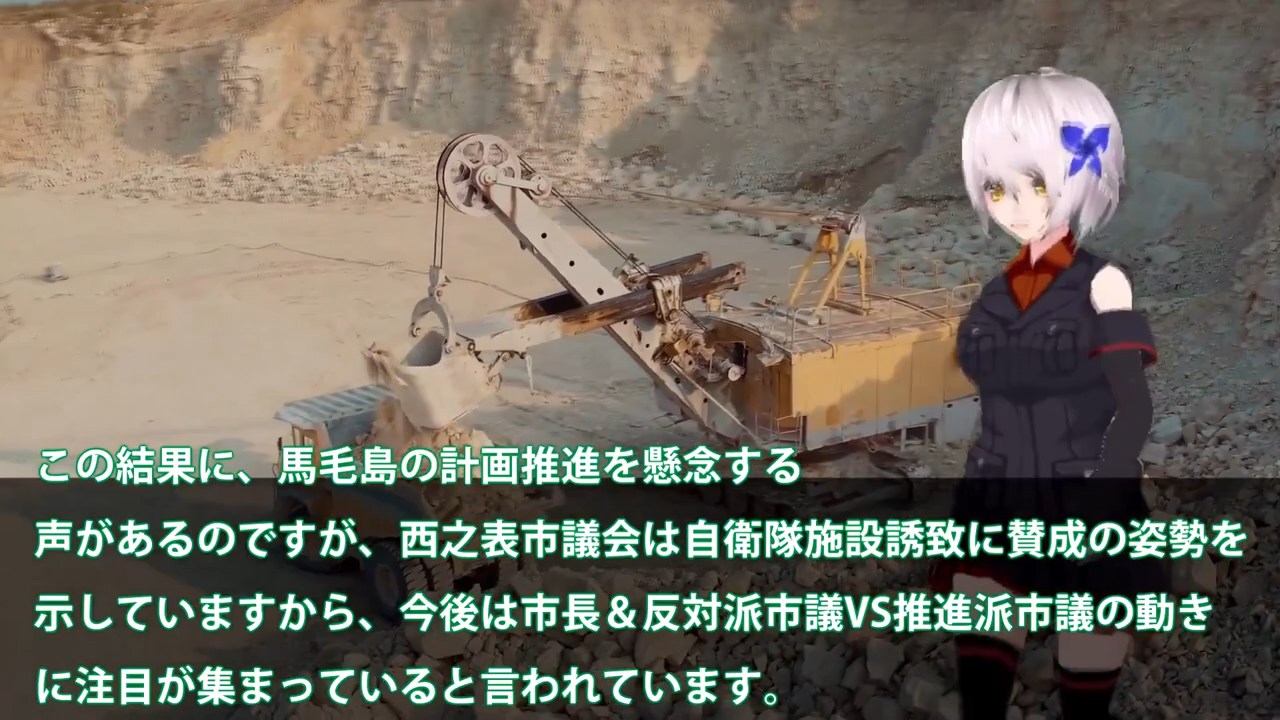 この結果に、馬毛島の計画推進を懸念する
声があるのですが、西之表市議会は自衛隊施設誘致に賛成の姿勢を
示していますから、今後は市長＆反対派市議VS推進派市議の動き
に注目が集まっていると言われています。